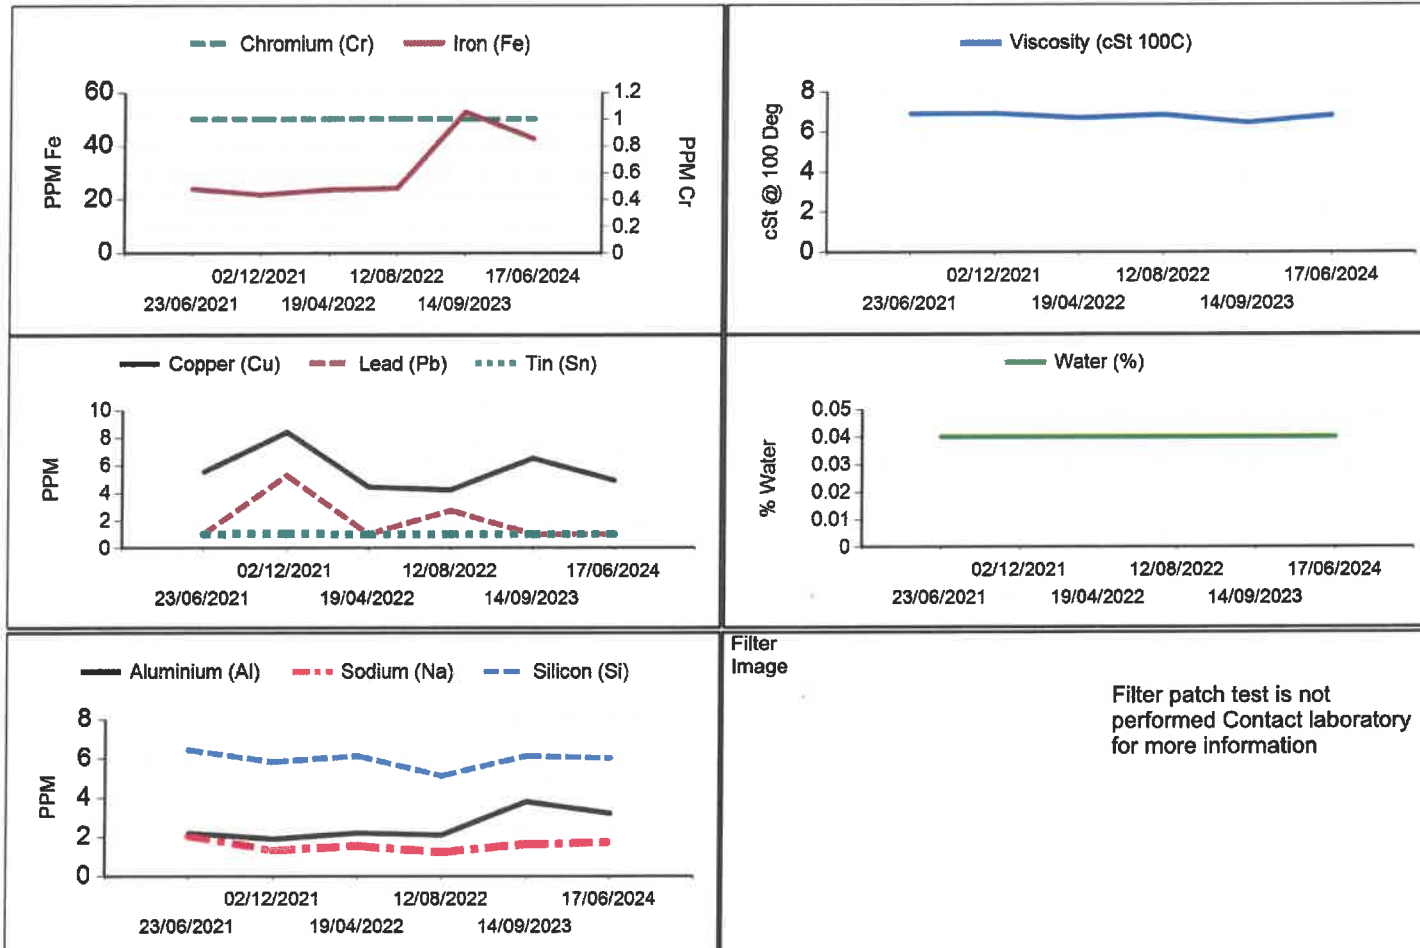 Chromium (Cr) Iron (Fe)
60
40
20
0
PPM Fe
1.2
1
0.8
0.6
0.4
0.2
0
PPM Cr
02/12/2021 12/08/2022 17/06/2024
23/06/2021 19/04/2022 14/09/2023
Viscosity (cSt 100C)
8
6
4
2
0
cSt @ 100 Deg
02/12/2021 12/08/2022 17/06/2024
23/06/2021 19/04/2022 14/09/2023
Copper (Cu) Lead (Pb) Tin (Sn)
10
8
6
4
2
0
PPM
02/12/2021 12/08/2022 17/06/2024
23/06/2021 19/04/2022 14/09/2023
Water (%)
0.05
0.04
0.03
0.02
0.01
0
% Water
02/12/2021 12/08/2022 17/06/2024
23/06/2021 19/04/2022 14/09/2023
Aluminium (Al) Sodium (Na) Silicon (Si)
8
6
4
2
0
PPM
02/12/2021 12/08/2022 17/06/2024
23/06/2021 19/04/2022 14/09/2023
Filter
Image
Filter patch test is not
performed Contact laboratory
for more information